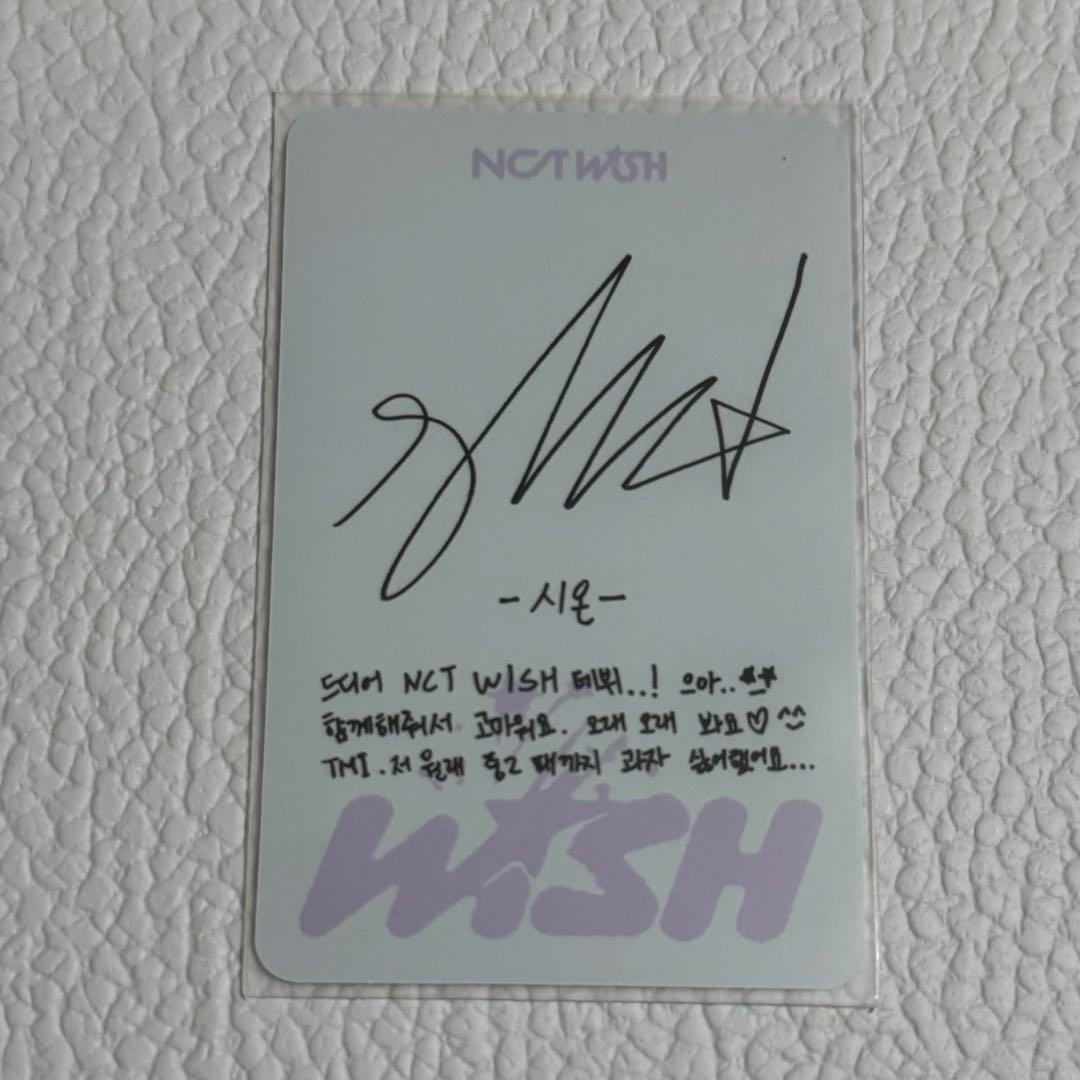 NCT WISH
-시온-
드디어 NCT WISH 데뷔..! 으아..
함께해줘서 고마워요. 오래 오래 봐요♡ ^^
TMI. 저 원래 중2 때까지 과자 싫어했어요...
WISH